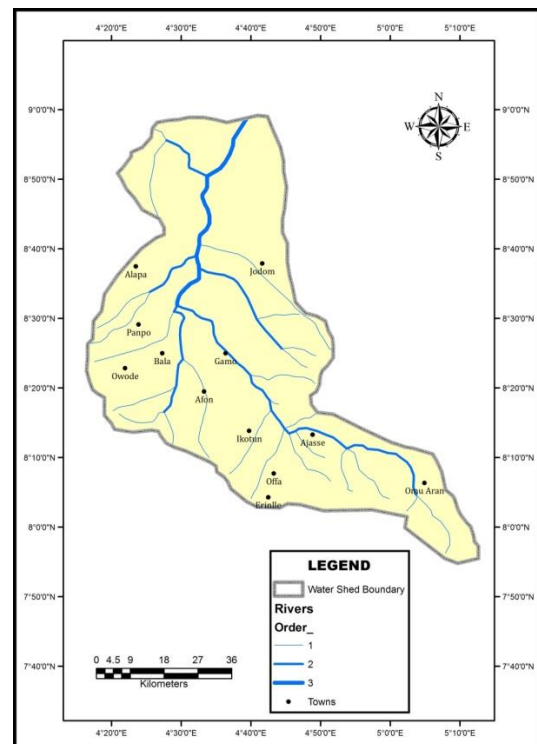 4°20'0"E 4°30'0"E 4°40'0"E 4°50'0"E 5°0'0"E 5°10'0"E
9°0'0"N 9°0'0"N
N
W E
S
8°50'0"N 8°50'0"N
8°40'0"N 8°40'0"N
Jodom
Alapa
8°30'0"N 8°30'0"N
Panpo
Bala Gamo
Owode
8°20'0"N 8°20'0"N
Afon
Ikotun Ajasse
8°10'0"N 8°10'0"N
Offa
Omu Aran
Erinlle
8°0'0"N 8°0'0"N
LEGEND
Water Shed Boundary
7°50'0"N 7°50'0"N
Rivers
Order_
1
2
3
Towns
0 4.5 9 18 27 36
Kilometers
7°40'0"N 7°40'0"N
4°20'0"E 4°30'0"E 4°40'0"E 4°50'0"E 5°0'0"E 5°10'0"E